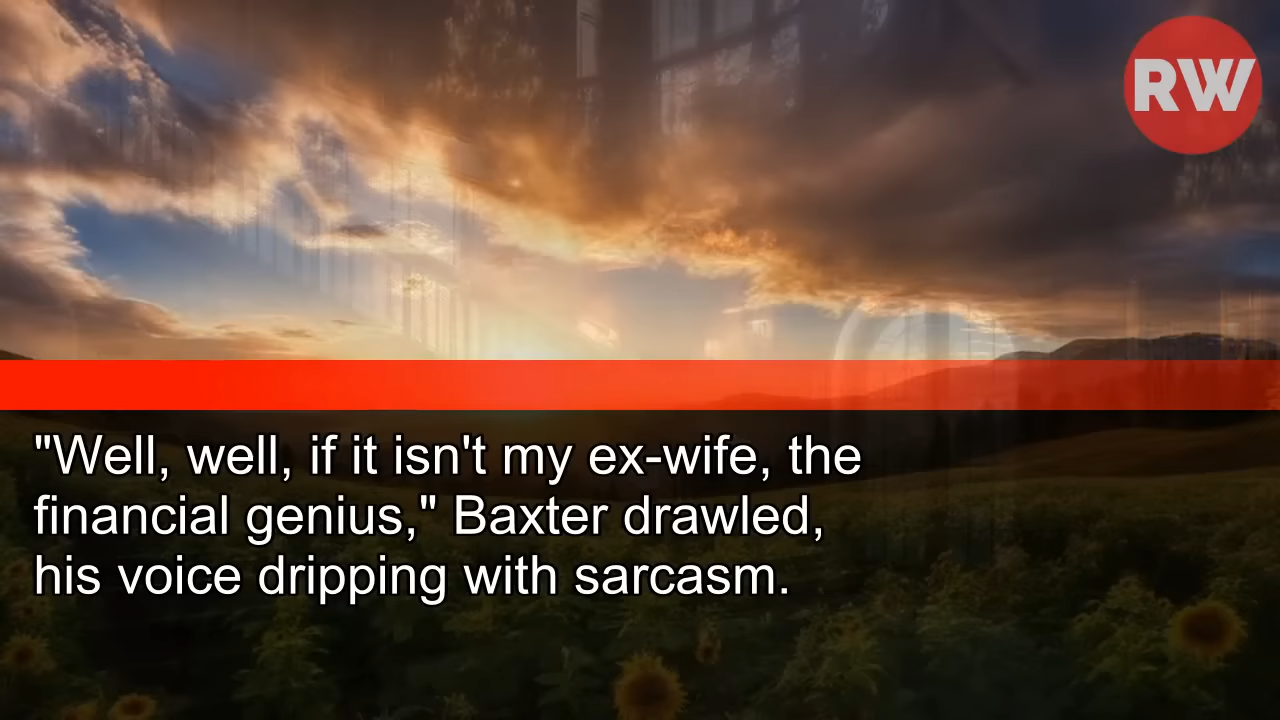 RW
"Well, well, if it isn't my ex-wife, the
financial genius," Baxter drawled,
his voice dripping with sarcasm.